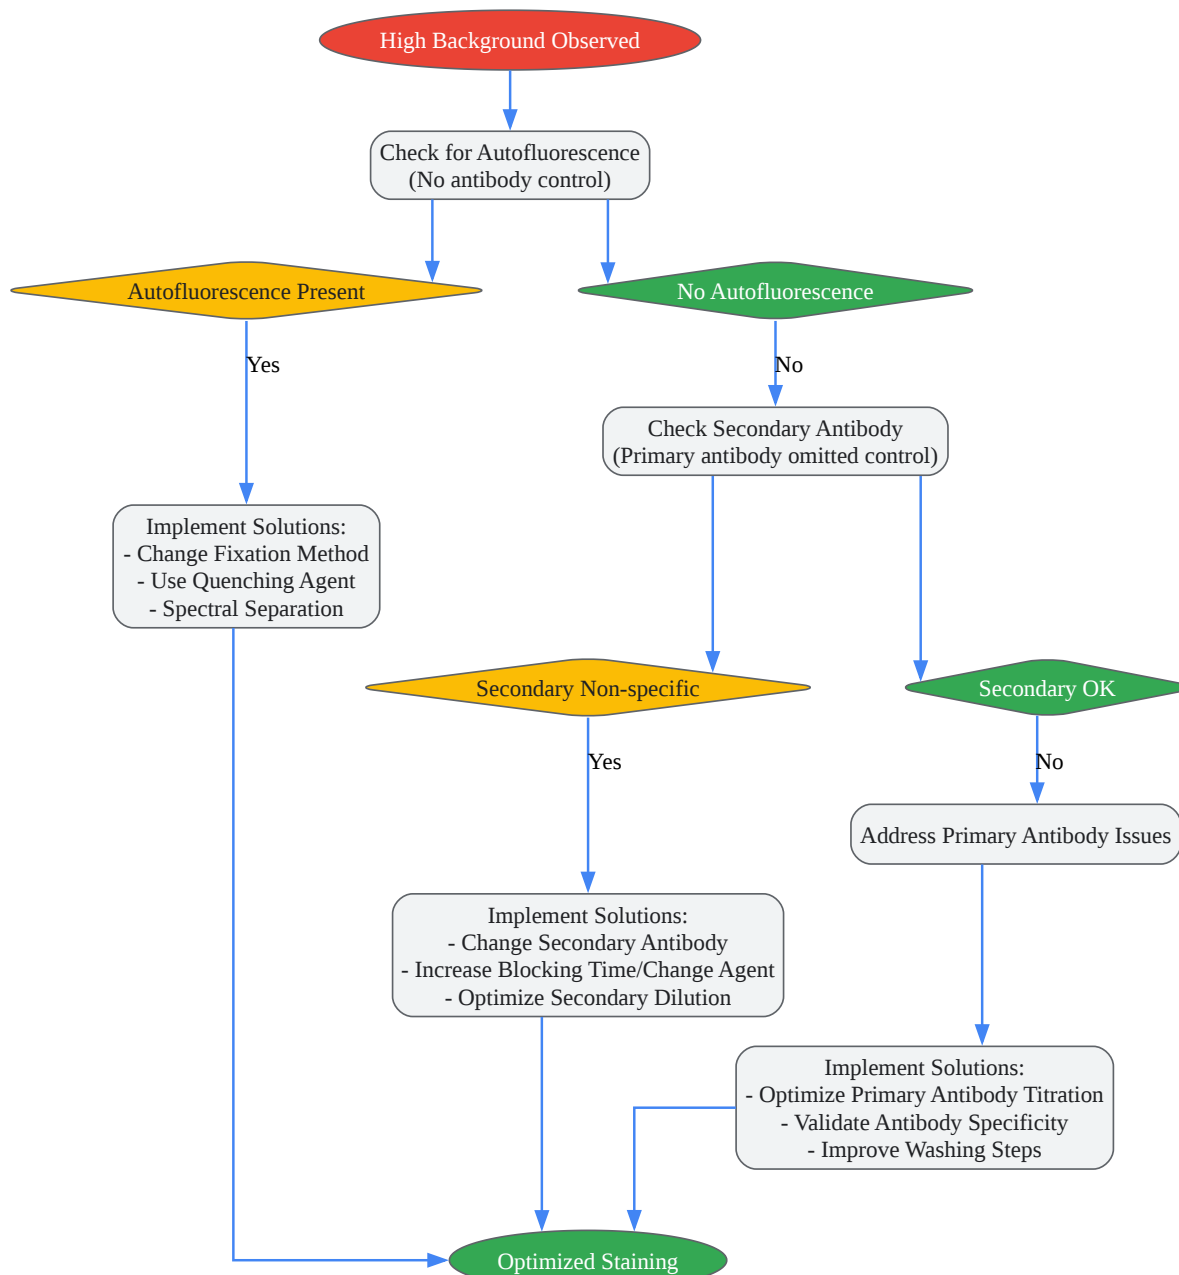 High Background Observed
Check for Autofluorescence
(No antibody control)
Autofluorescence Present
No Autofluorescence
Yes
No
Check Secondary Antibody
(Primary antibody omitted control)
Implement Solutions:
- Change Fixation Method
- Use Quenching Agent
- Spectral Separation
Secondary Non-specific
Secondary OK
Yes
No
Address Primary Antibody Issues
Implement Solutions:
- Change Secondary Antibody
- Increase Blocking Time/Change Agent
- Optimize Secondary Dilution
Implement Solutions:
- Optimize Primary Antibody Titration
- Validate Antibody Specificity
- Improve Washing Steps
Optimized Staining